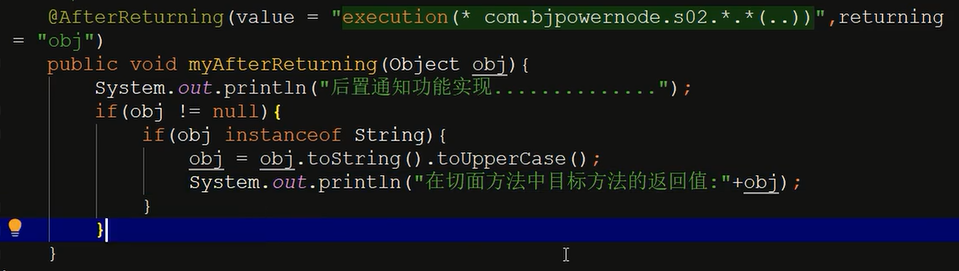 @AfterReturning(value = "execution(* com.bjpowernode.s02.*.*(..))",returning
= "obj")
public void myAfterReturning(Object obj){
System.out.println("后置通知功能实现..............");
if(obj != null){
if(obj instanceof String){
obj = obj.toString().toUpperCase();
System.out.println("在切面方法中目标方法的返回值:"+obj);
}
}
}